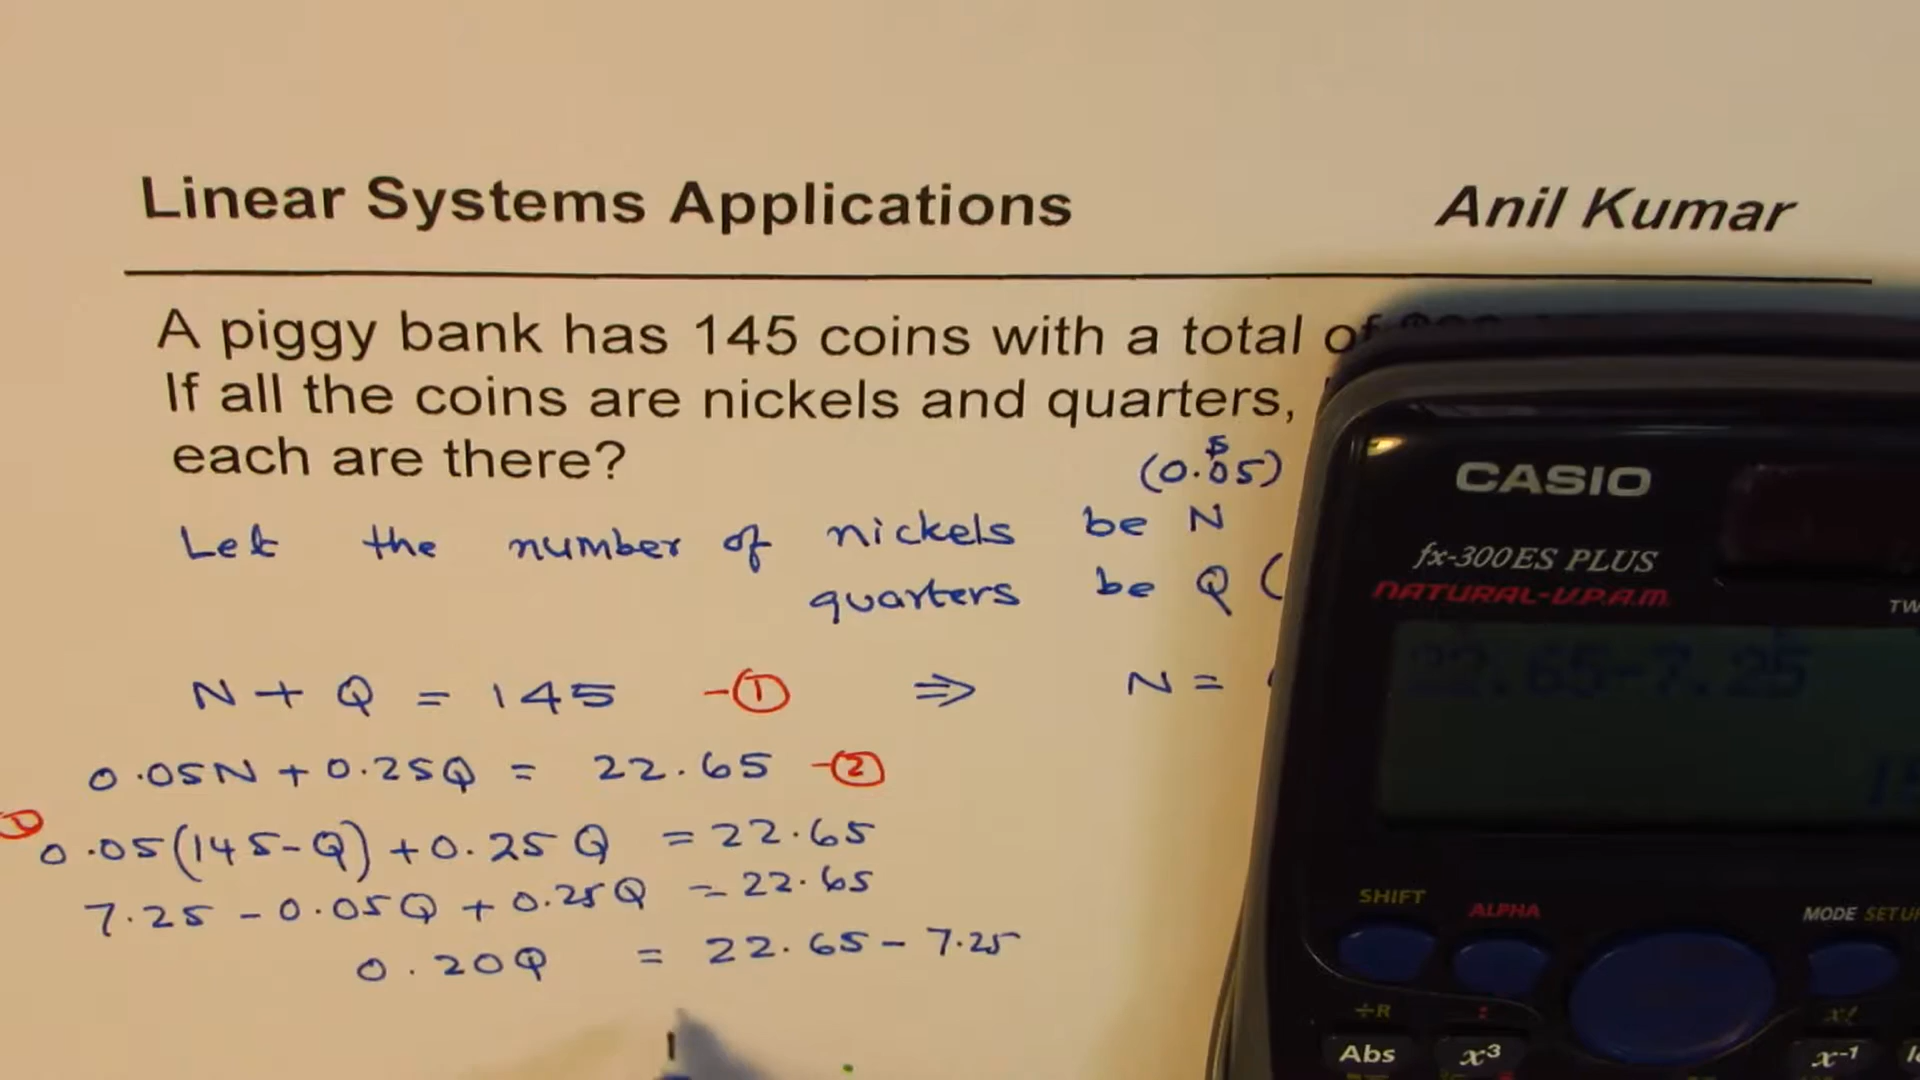 Linear Systems Applications Anil Kumar
A piggy bank has 145 coins with a total of
If all the coins are nickels and quarters,
each are there?
($0.05)
Let the number of nickels be N
quarters be Q (
N + Q = 145 - ① ⇒ N =
0.05N + 0.25Q = 22.65 - ②
①
0.05(145-Q) + 0.25Q = 22.65
7.25 - 0.05Q + 0.25Q = 22.65
0.20Q = 22.65 - 7.25
CASIO
fx-300ES PLUS
NATURAL-V.P.A.M.
TW
22.65-7.25
SHIFT
ALPHA
MODE SETUP
÷R
:
x!
Abs
x³
x⁻¹